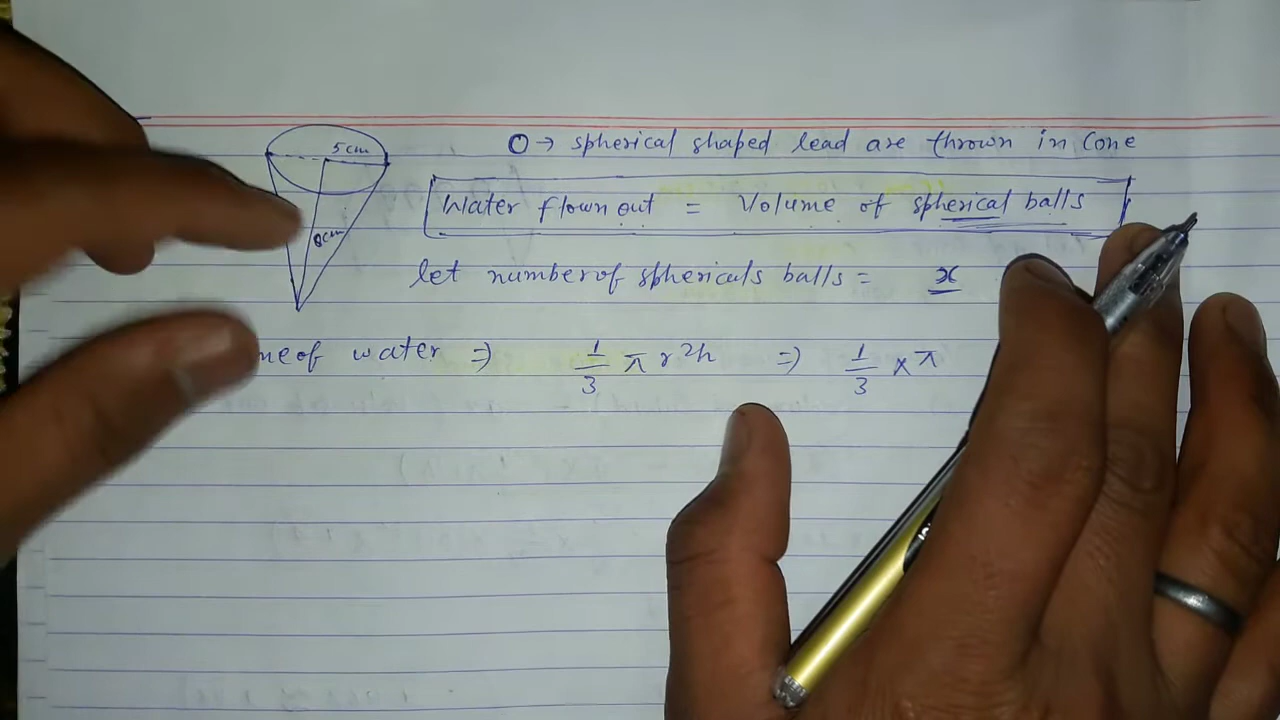 5cm
O → spherical shaped lead are thrown in cone
Water flown out = Volume of spherical balls
8cm
let number of sphericals balls = x
me of water ⇒ 1/3 π r²h ⇒ 1/3 × π